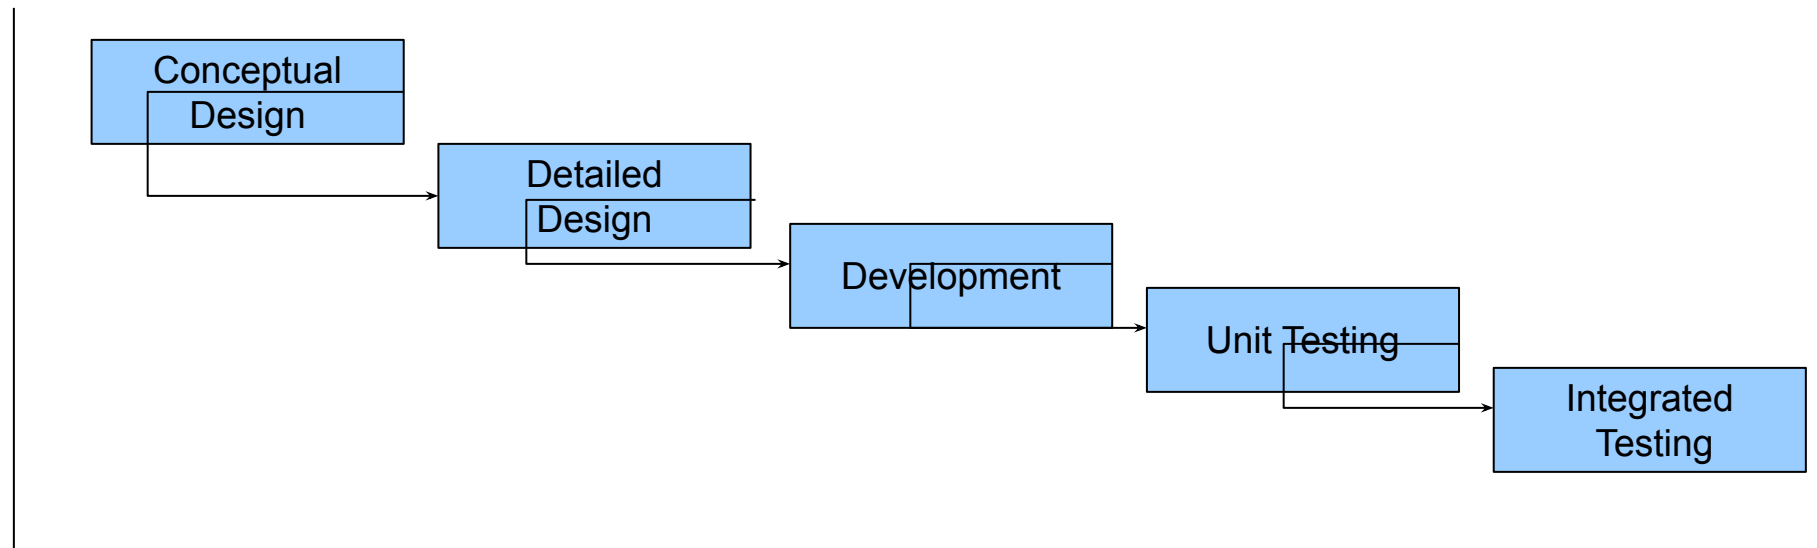 Conceptual
Design
Detailed
Design
Development
Unit Testing
Integrated
Testing